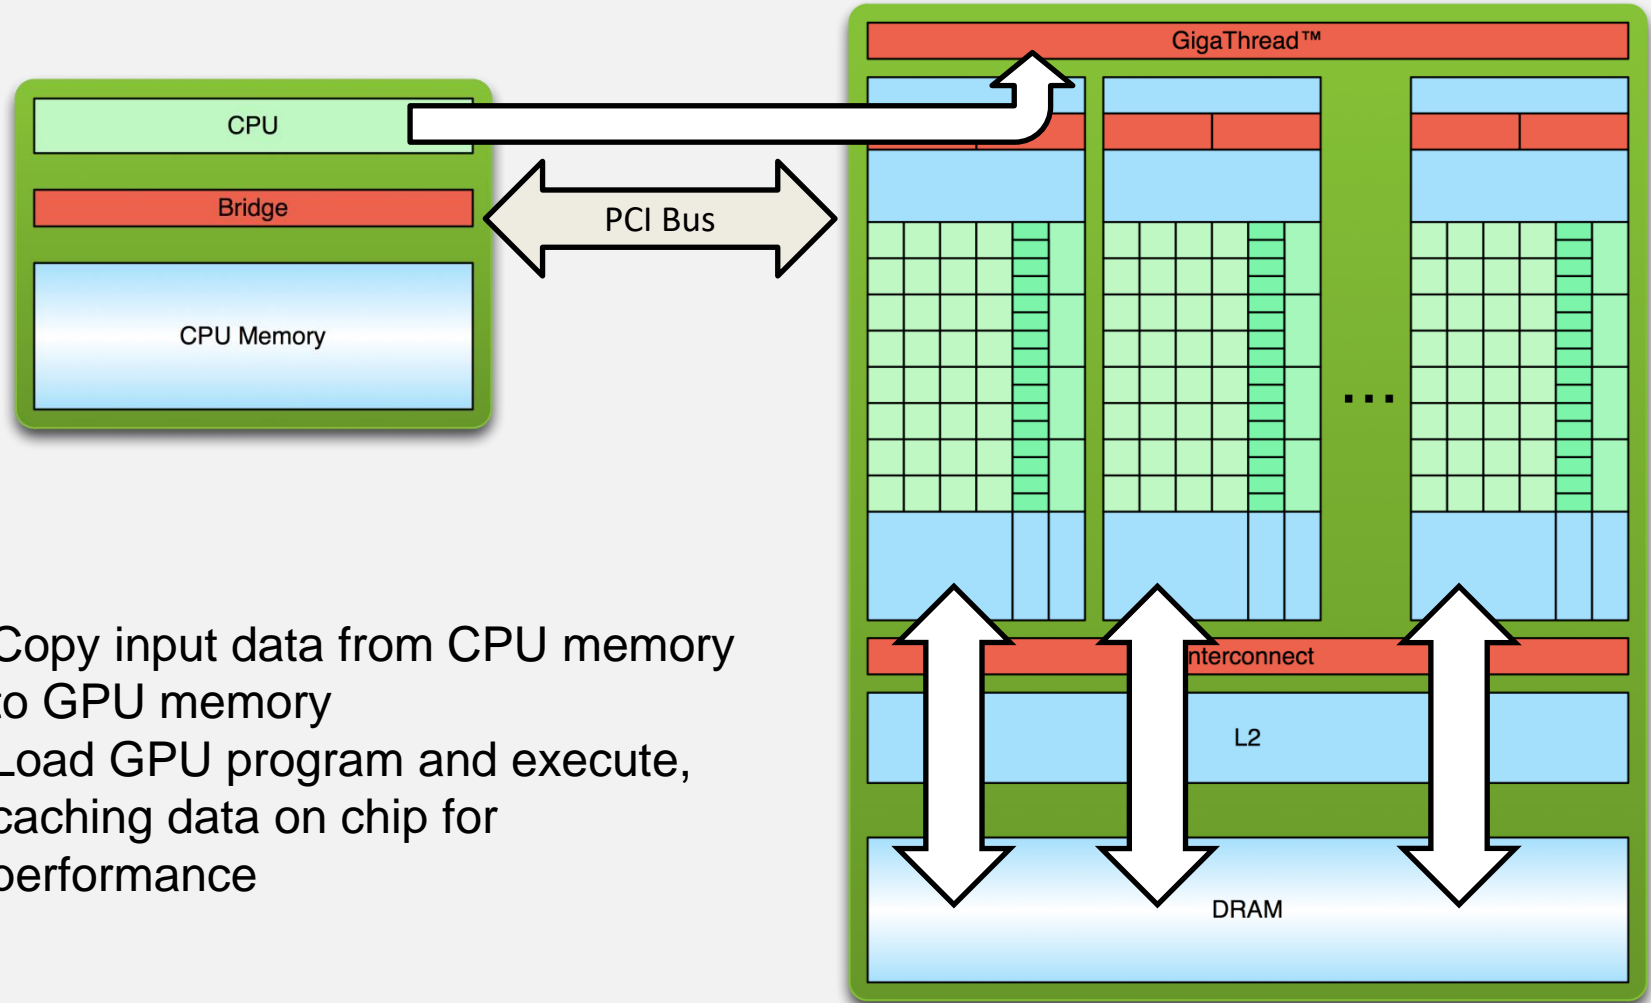 GigaThread™
CPU
Bridge
PCI Bus
CPU Memory
...
Copy input data from CPU memory
to GPU memory
Load GPU program and execute,
caching data on chip for
performance
nterconnect
L2
DRAM